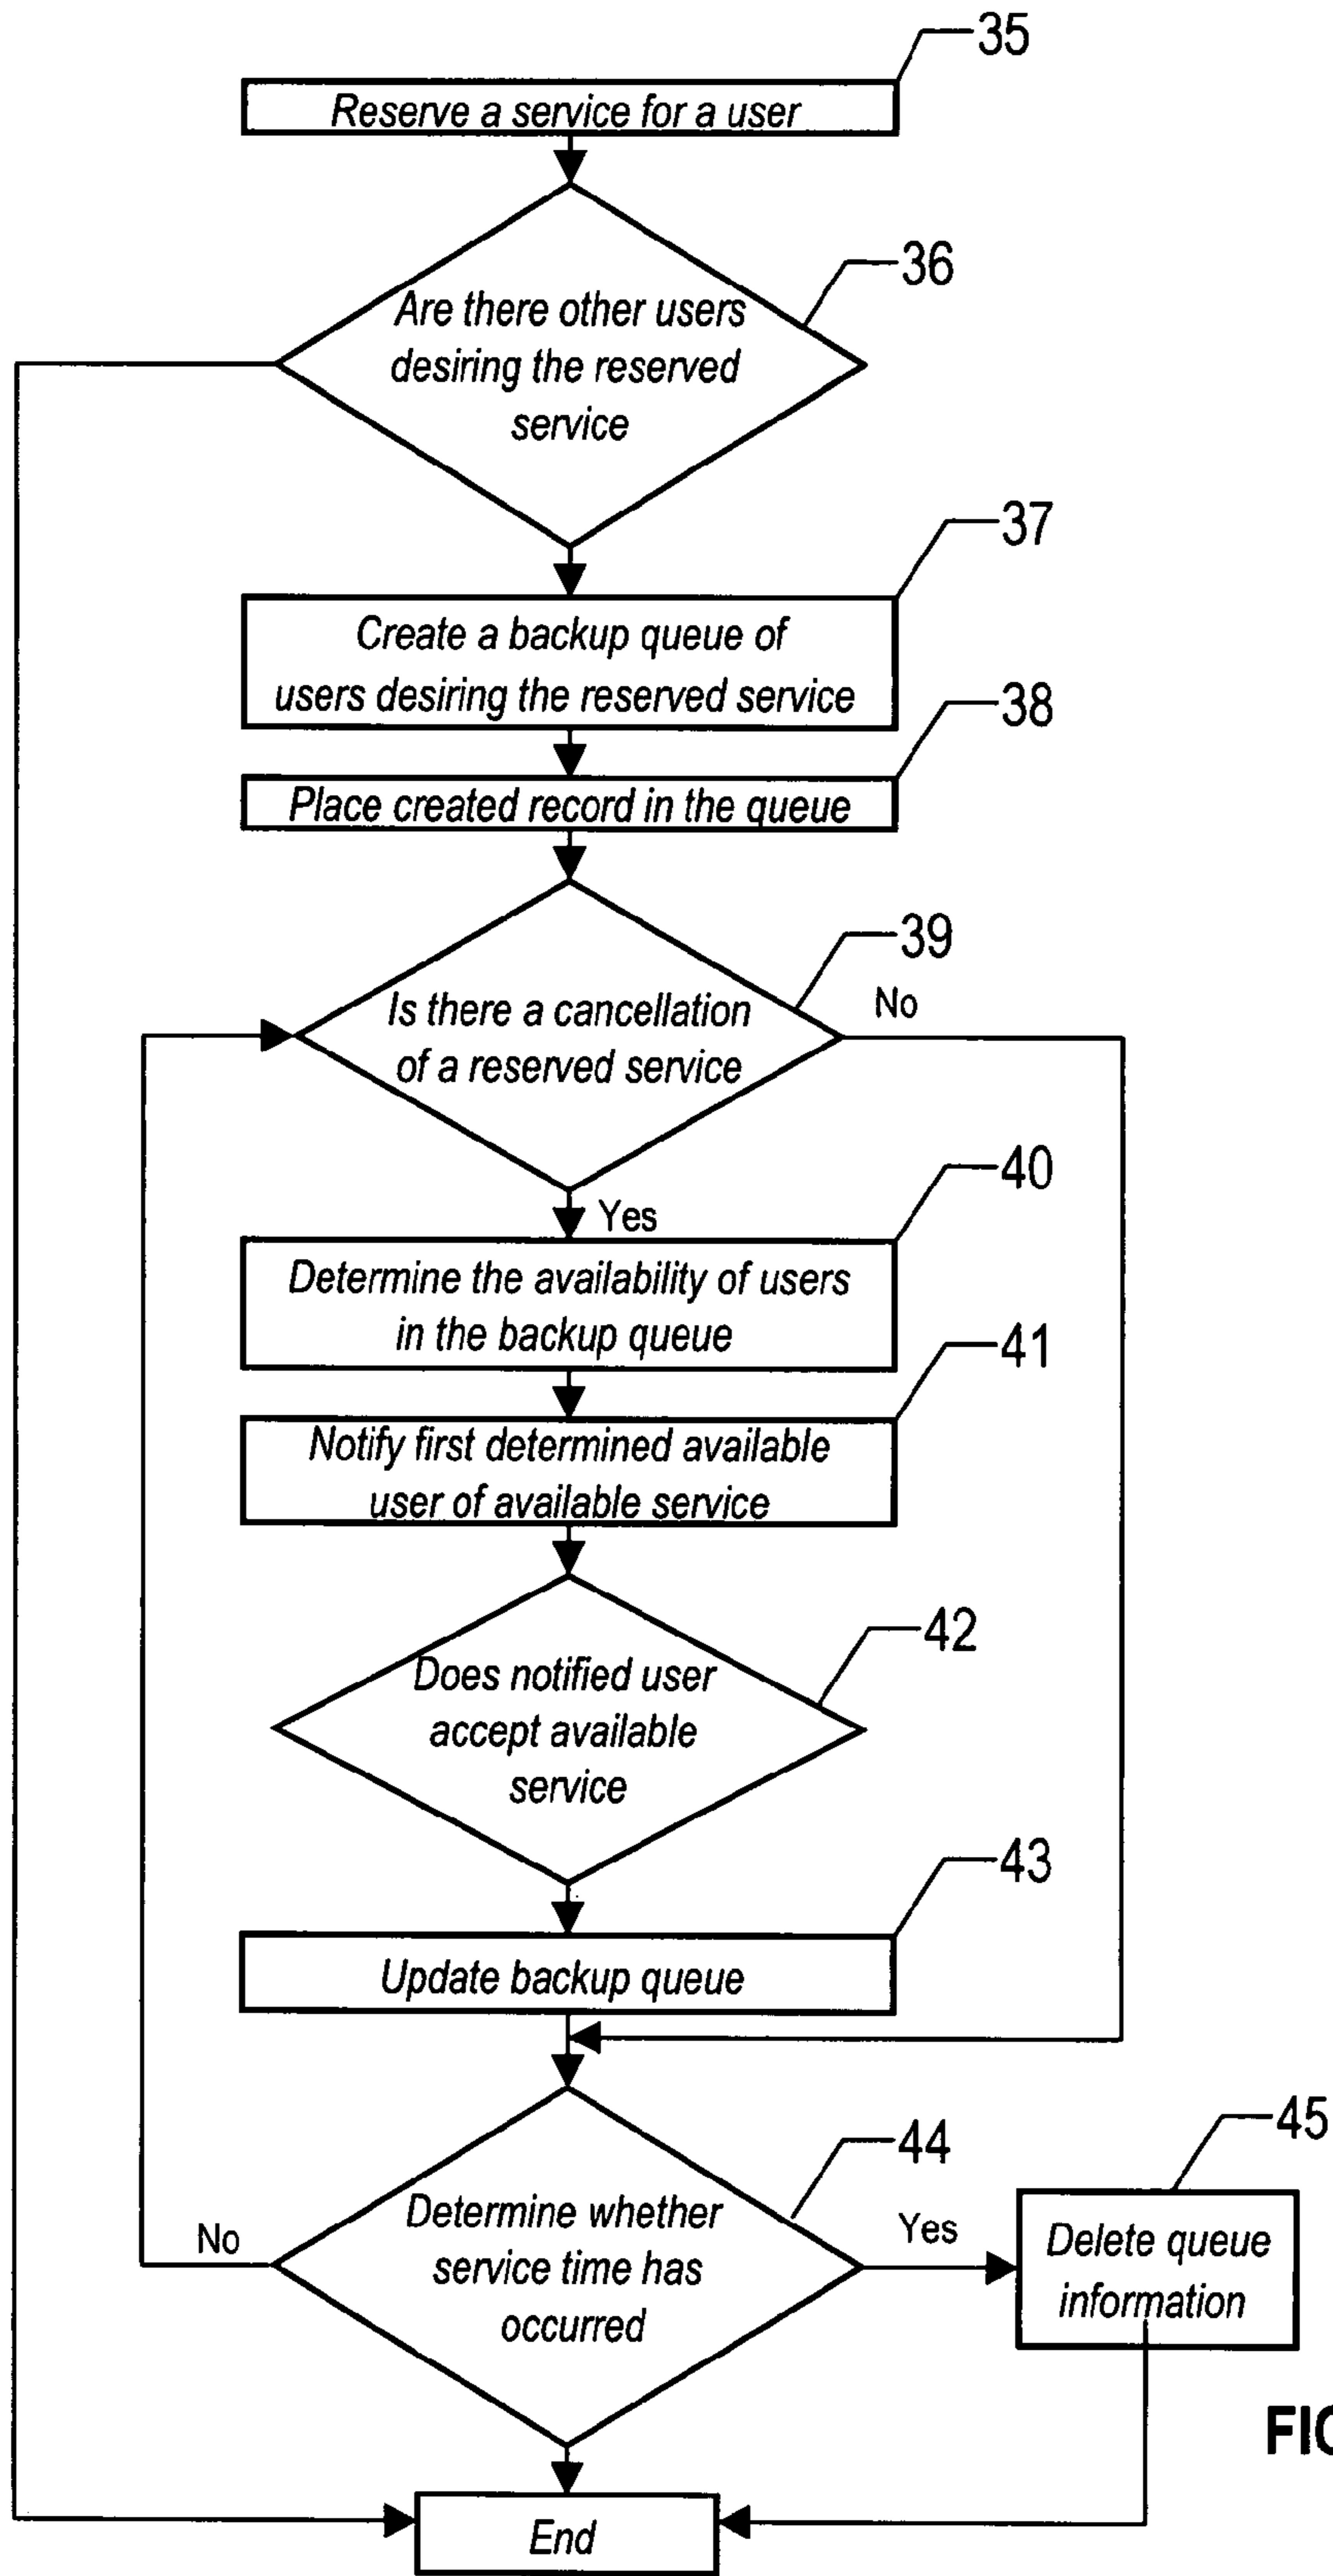 35
Reserve a service for a user
36
Are there other users
desiring the reserved
service
37
Create a backup queue of
users desiring the reserved service
38
Place created record in the queue
39
No
Is there a cancellation
of a reserved service
40
Yes
Determine the availability of users
in the backup queue
41
Notify first determined available
user of available service
42
Does notified user
accept available
service
43
Update backup queue
44
45
No
Determine whether
service time has
occurred
Yes
Delete queue
information
FIG
End